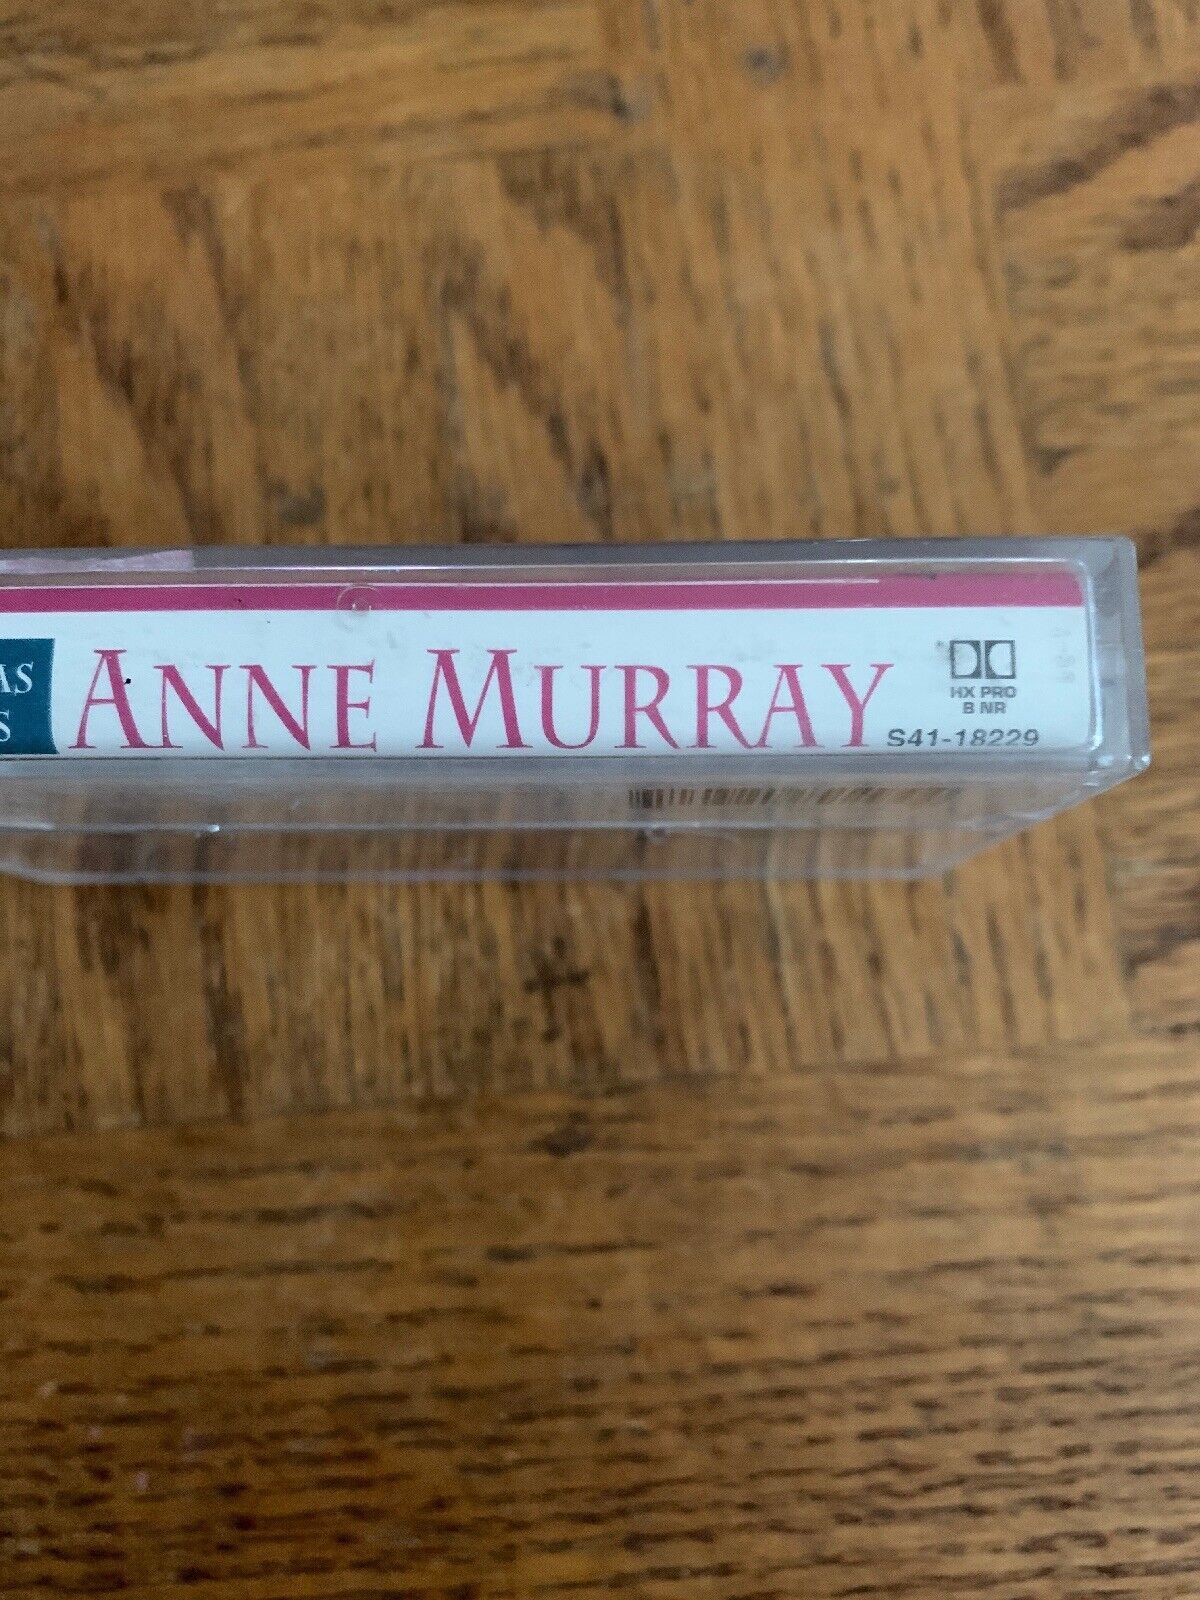 AS
S
ANNE MURRAY
HX PRO
B NR
S41-18229